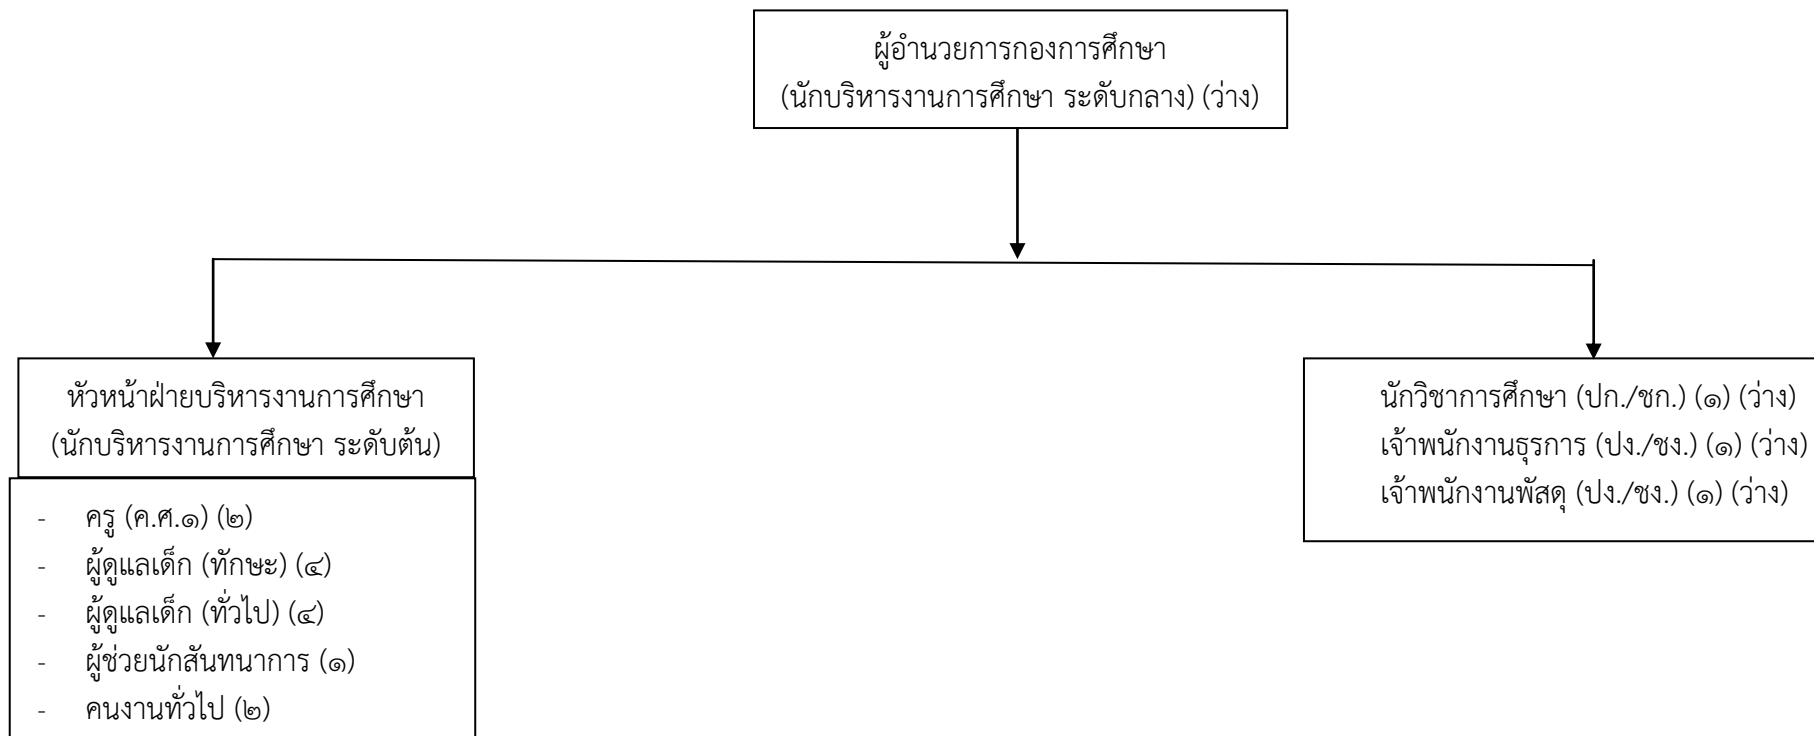 ผู้อำนวยการกองการศึกษา
(นักบริหารงานการศึกษา ระดับกลาง) (ว่าง)
หัวหน้าฝ่ายบริหารงานการศึกษา
(นักบริหารงานการศึกษา ระดับต้น)
- ครู (ค.ศ.๑) (๒)
- ผู้ดูแลเด็ก (ทักษะ) (๔)
- ผู้ดูแลเด็ก (ทั่วไป) (๔)
- ผู้ช่วยนักสันทนาการ (๑)
- คนงานทั่วไป (๒)
นักวิชาการศึกษา (ปก./ชก.) (๑) (ว่าง)
เจ้าพนักงานธุรการ (ปง./ชง.) (๑) (ว่าง)
เจ้าพนักงานพัสดุ (ปง./ชง.) (๑) (ว่าง)